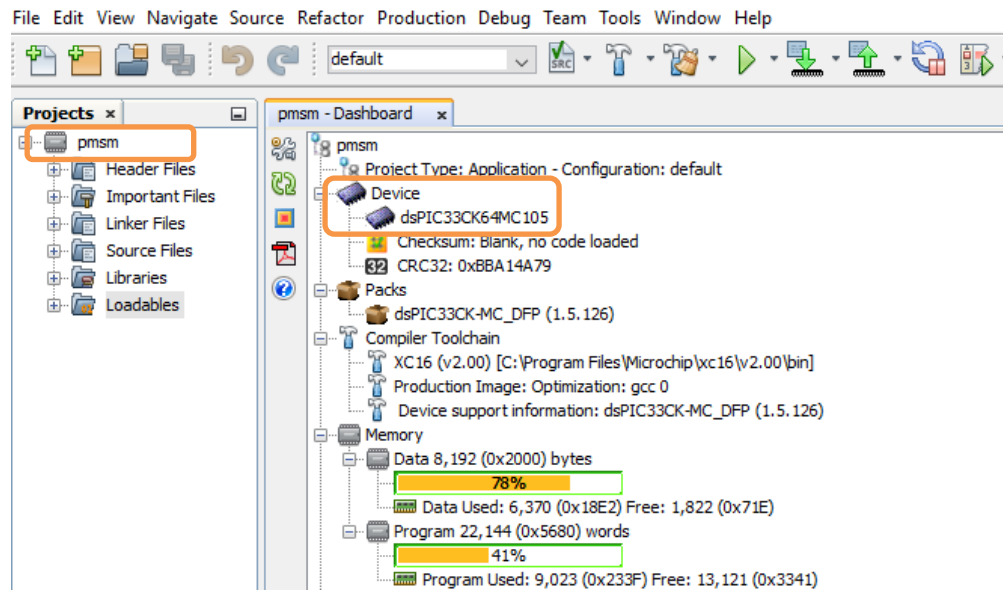 File Edit View Navigate Source Refactor Production Debug Team Tools Window Help
default
SRC
Projects x
pmsm
Header Files
Important Files
Linker Files
Source Files
Libraries
Loadables
pmsm - Dashboard x
pmsm
Project Type: Application - Configuration: default
Device
dsPIC33CK64MC105
Checksum: Blank, no code loaded
32 CRC32: 0xBBA14A79
Packs
dsPIC33CK-MC_DFP (1.5.126)
Compiler Toolchain
XC16 (v2.00) [C:\Program Files\Microchip\xc16\v2.00\bin]
Production Image: Optimization: gcc 0
Device support information: dsPIC33CK-MC_DFP (1.5.126)
Memory
Data 8,192 (0x2000) bytes
78%
Data Used: 6,370 (0x18E2) Free: 1,822 (0x71E)
Program 22,144 (0x5680) words
41%
Program Used: 9,023 (0x233F) Free: 13,121 (0x3341)